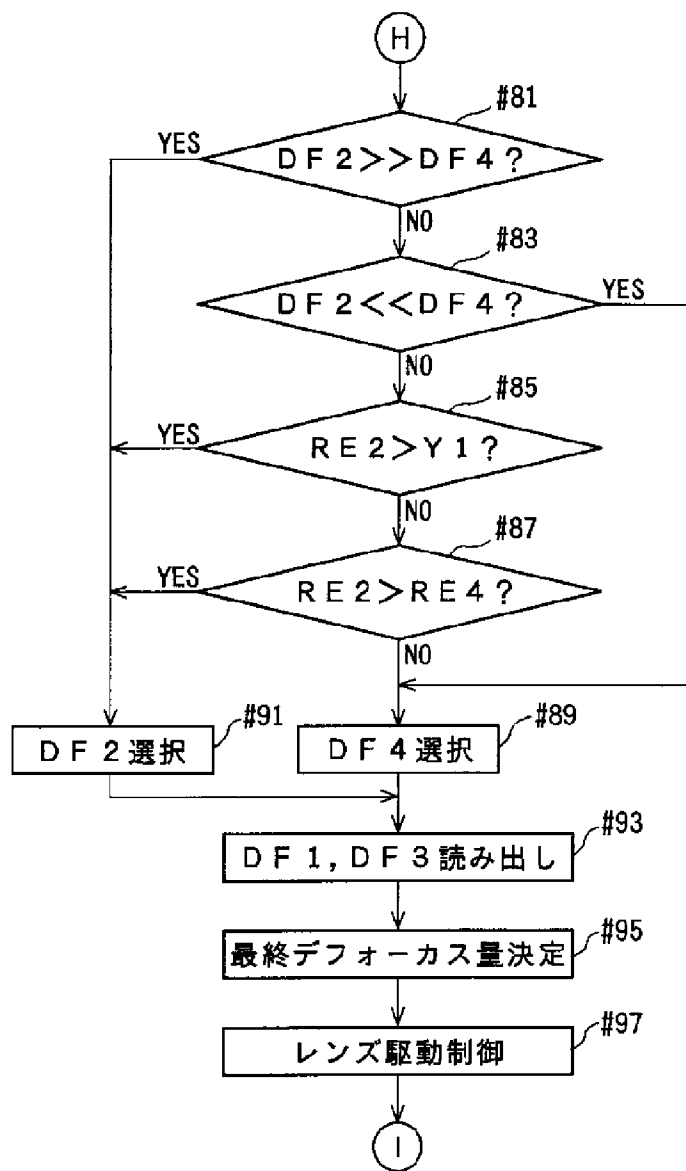 H
#81
YES
DF2>>DF4?
NO
#83
DF2<<DF4?
YES
NO
#85
YES
RE2>Y1?
NO
#87
YES
RE2>RE4?
NO
#91
DF2選択
#89
DF4選択
#93
DF1,DF3読み出し
#95
最終デフォーカス量決定
#97
レンズ駆動制御
I